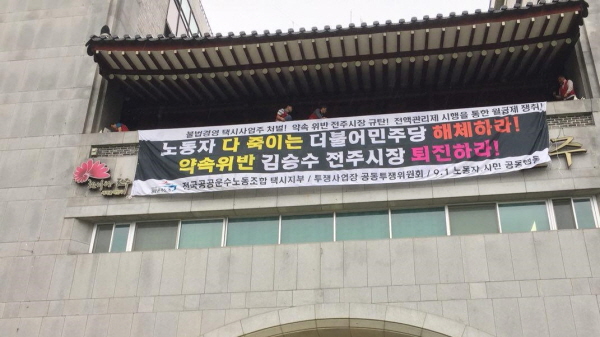 불법경영 택시사업주 처벌! 약속 위반 전주시장 규탄! 전액관리제 시행을 통한 월급제 쟁취!
노동자 다 죽이는 더불어민주당 해체하라!
약속위반 김승수 전주시장 퇴진하라!
전국공공운수노동조합 택시지부 / 투쟁사업장 공동투쟁위원회 / 9.1 노동자 시민 공동행동
주